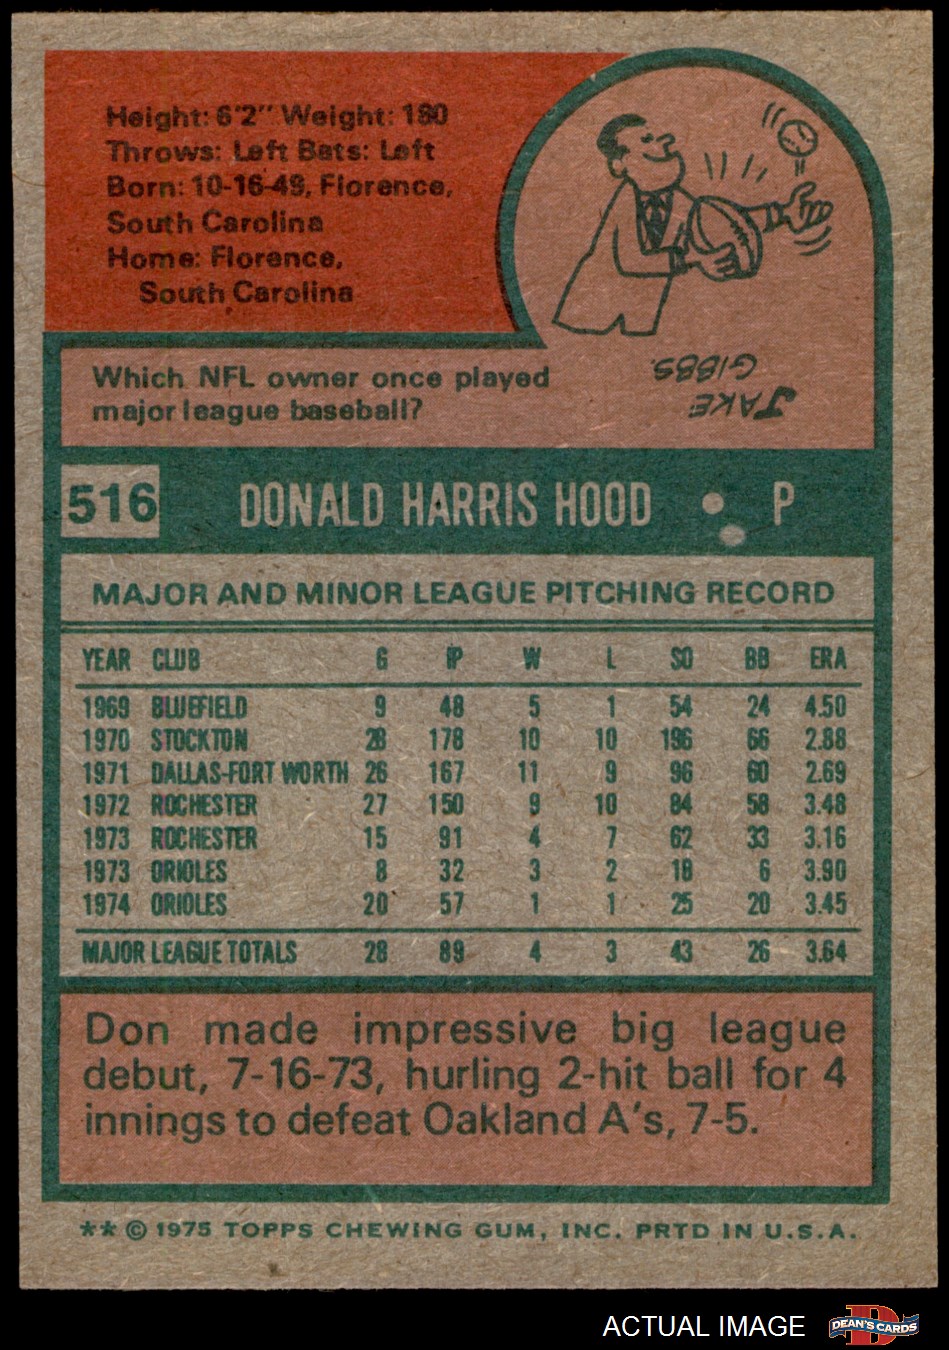 Height: 6'2" Weight: 180
Throws: Left Bats: Left
Born: 10-16-49, Florence,
South Carolina
Home: Florence,
South Carolina
Which NFL owner once played
major league baseball?
JAKE
GIBBS.
516 DONALD HARRIS HOOD • P
MAJOR AND MINOR LEAGUE PITCHING RECORD
YEAR CLUB G IP W L SO BB ERA
1969 BLUEFIELD 9 48 5 1 54 24 4.50
1970 STOCKTON 28 178 10 10 196 66 2.88
1971 DALLAS-FORT WORTH 26 167 11 9 96 60 2.69
1972 ROCHESTER 27 150 9 10 84 58 3.48
1973 ROCHESTER 15 91 4 7 62 33 3.16
1973 ORIOLES 8 32 3 2 18 6 3.90
1974 ORIOLES 20 57 1 1 25 20 3.45
MAJOR LEAGUE TOTALS 28 89 4 3 43 26 3.64
Don made impressive big league
debut, 7-16-73, hurling 2-hit ball for 4
innings to defeat Oakland A's, 7-5.
** © 1975 TOPPS CHEWING GUM, INC. PRTD IN U.S.A.
ACTUAL IMAGE
D
DEAN'S CARDS